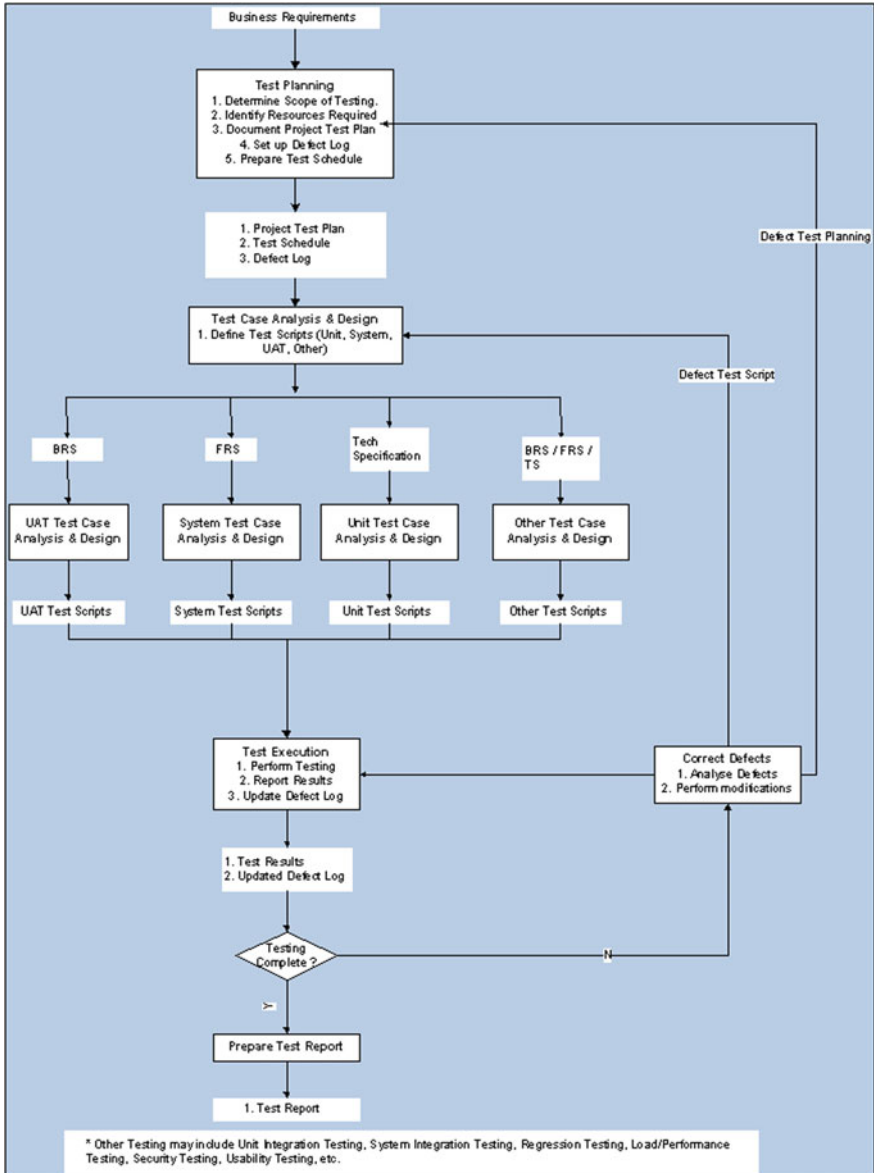 Business Requirements
Test Planning
1. Determine Scope of Testing.
2. Identify Resources Required
3. Document Project Test Plan
4. Set up Defect Log
5. Prepare Test Schedule
1. Project Test Plan
2. Test Schedule
3. Defect Log
Defect Test Planning
Test Case Analysis & Design
1. Define Test Scripts (Unit, System,
UAT, Other)
Defect Test Script
BRS
FRS
Tech
Specification
BRS / FRS /
TS
UAT Test Case
Analysis & Design
System Test Case
Analysis & Design
Unit Test Case
Analysis & Design
Other Test Case
Analysis & Design
UAT Test Scripts
System Test Scripts
Unit Test Scripts
Other Test Scripts
Test Execution
1. Perform Testing
2. Report Results
3. Update Defect Log
Correct Defects
1. Analyse Defects
2. Perform modifications
1. Test Results
2. Updated Defect Log
Testing
Complete ?
N
Y
Prepare Test Report
1. Test Report
* Other Testing may include Unit Integration Testing, System Integration Testing, Regression Testing, Load/Performance
Testing, Security Testing, Usability Testing, etc.